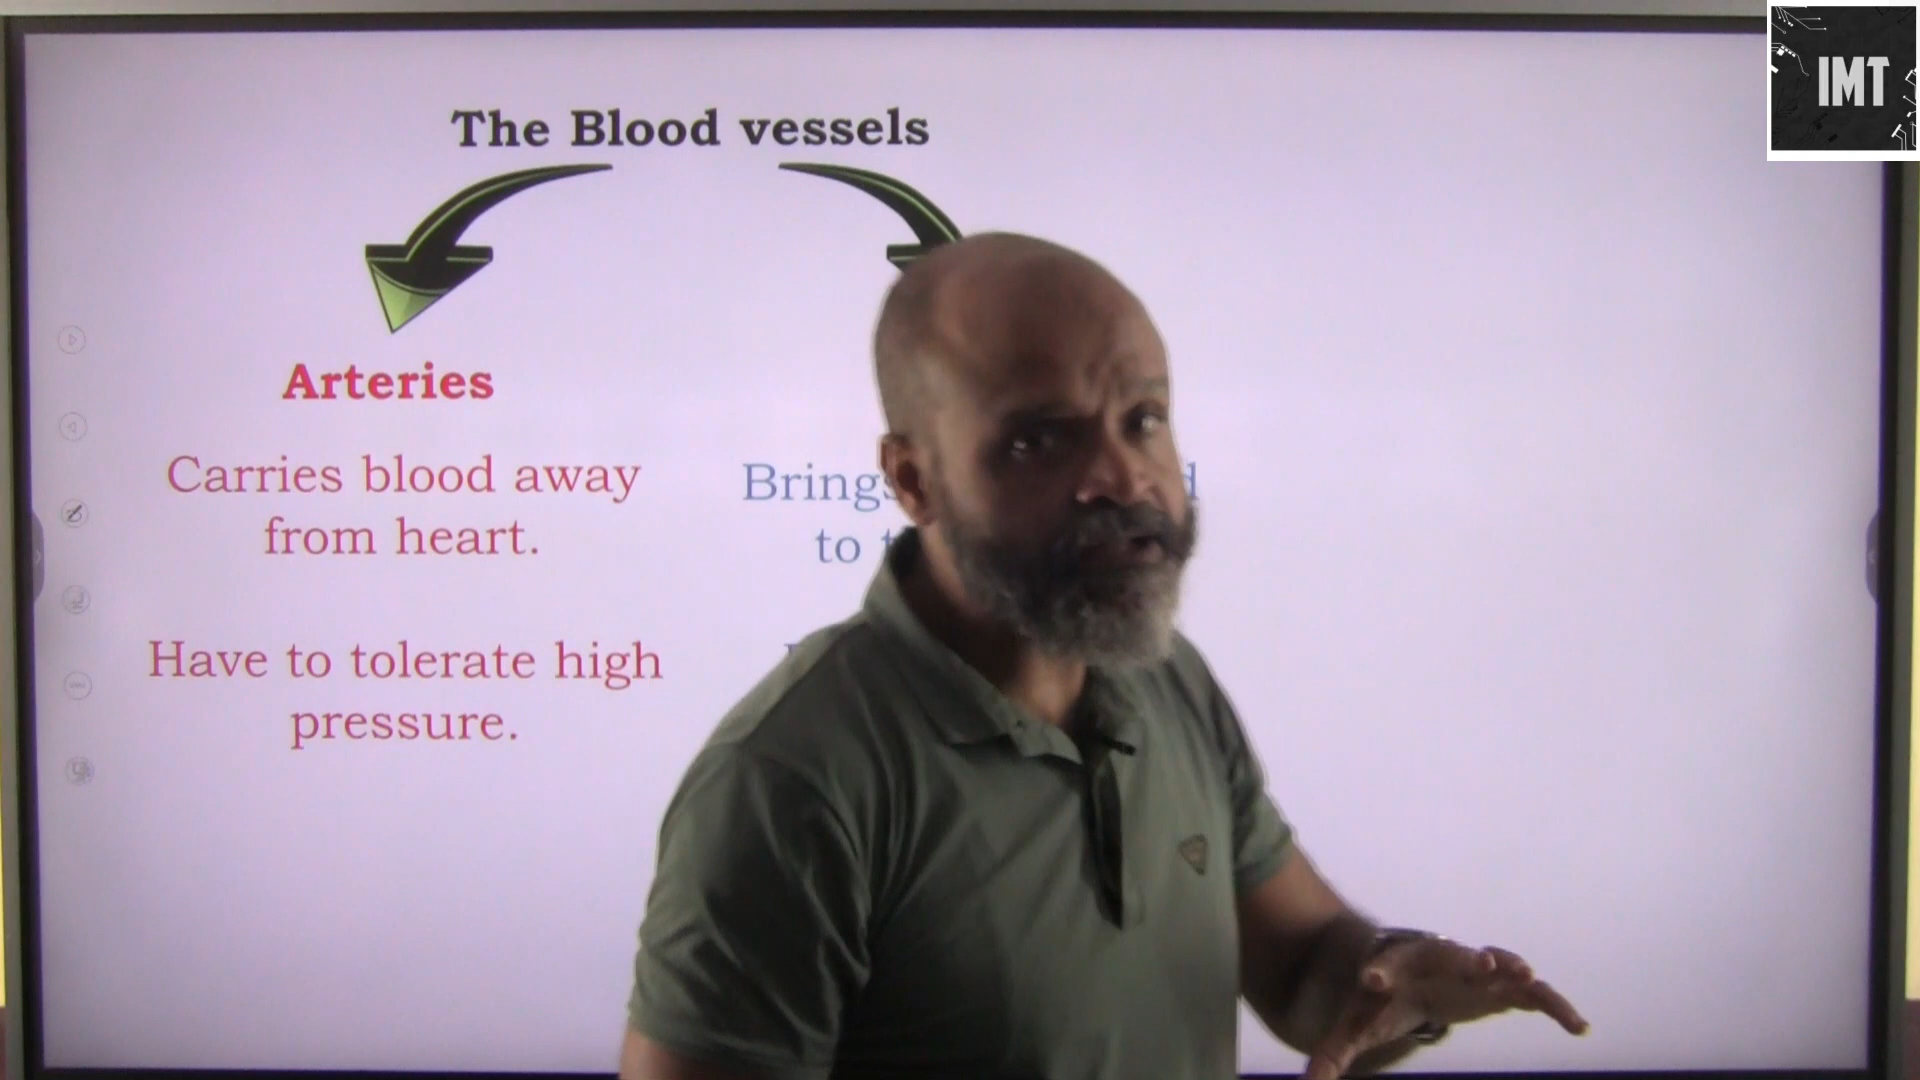 IMT
The Blood vessels
Arteries
Carries blood away
from heart.
Brings
to
Have to tolerate high
pressure.